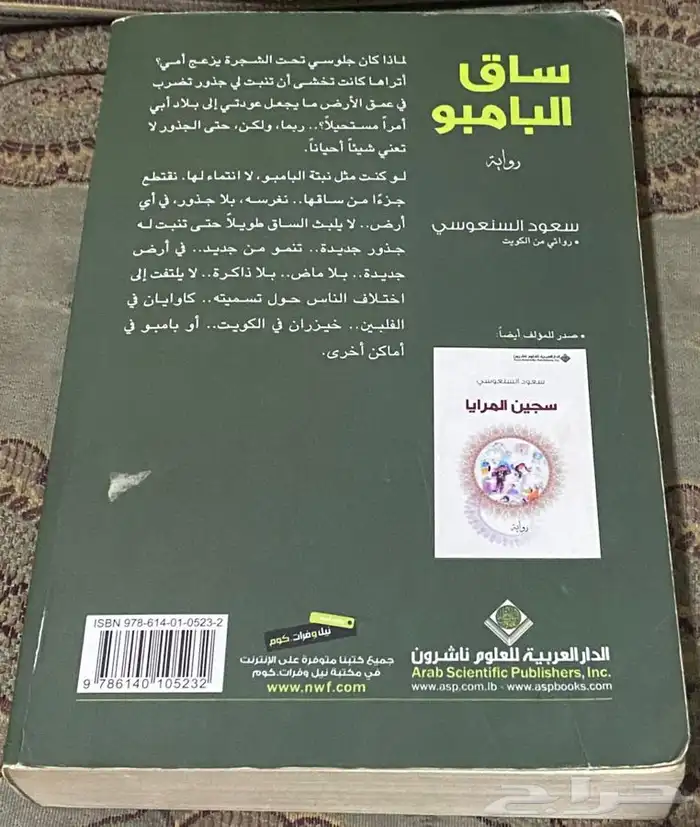 ساق
البامبو
رواية
سعود السنعوسي
• روائي من الكويت
• صدر للمؤلف أيضاً:
الدار العربية للعلوم ناشرون
سعود السنعوسي
سجين المرايا
رواية
لماذا كان جلوسي تحت الشجرة يزعج أمي؟
أتراها كانت تخشى أن تنبت لي جذور تضرب
في عمق الأرض ما يجعل عودتي إلى بلاد أبي
أمراً مستحيلاً؟.. ربما، ولكن، حتى الجذور لا
تعني شيئاً أحياناً.
لو كنت مثل نبتة البامبو، لا انتماء لها. نقتطع
جزءًا من ساقها.. نغرسه، بلا جذور، في أي
أرض.. لا يلبث الساق طويلاً حتى تنبت له
جذور جديدة.. تنمو من جديد.. في أرض
جديدة.. بلا ماض.. بلا ذاكرة.. لا يلتفت إلى
اختلاف الناس حول تسميته.. كاوايان في
الفلبين.. خيزران في الكويت.. أو بامبو في
أماكن أخرى.
الدار العربية للعلوم ناشرون
Arab Scientific Publishers, Inc.
www.asp.com.lb - www.aspbooks.com
نيل وفرات.كوم
جميع كتبنا متوفرة على الإنترنت
في مكتبة نيل وفرات.كوم
www.nwf.com
ISBN 978-614-01-0523-2
9 786140 105232
حراج